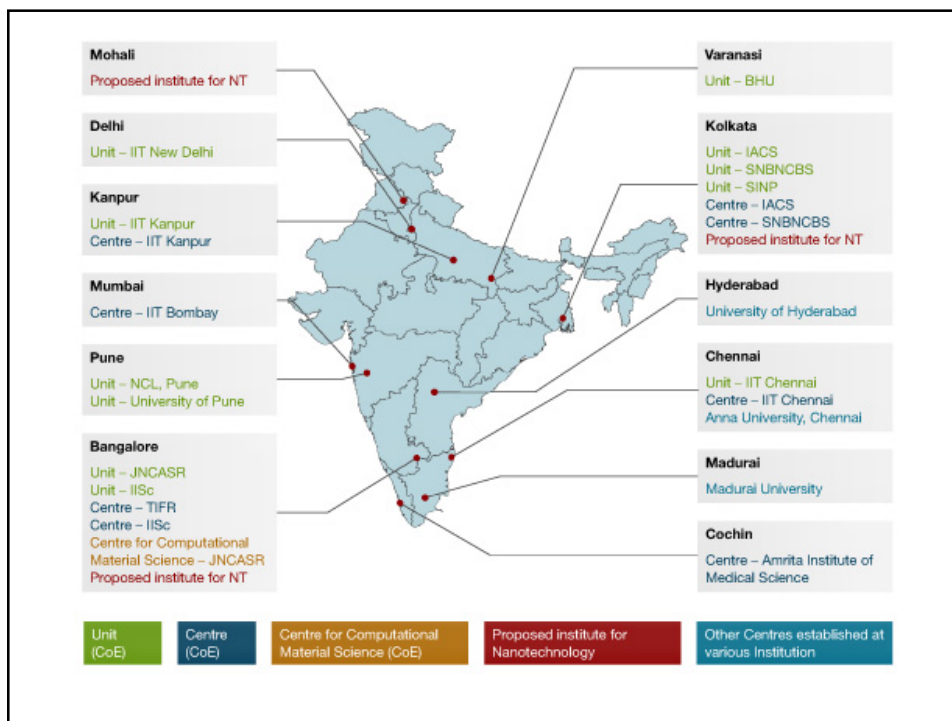 Mohali
Proposed institute for NT
Delhi
Unit – IIT New Delhi
Kanpur
Unit – IIT Kanpur
Centre – IIT Kanpur
Mumbai
Centre – IIT Bombay
Pune
Unit – NCL, Pune
Unit – University of Pune
Bangalore
Unit – JNCASR
Unit – IISc
Centre – TIFR
Centre – IISc
Centre for Computational
Material Science – JNCASR
Proposed institute for NT
Varanasi
Unit – BHU
Kolkata
Unit – IACS
Unit – SNBNCBS
Unit – SINP
Centre – IACS
Centre – SNBNCBS
Proposed institute for NT
Hyderabad
University of Hyderabad
Chennai
Unit – IIT Chennai
Centre – IIT Chennai
Anna University, Chennai
Madurai
Madurai University
Cochin
Centre – Amrita Institute of
Medical Science
Unit
(CoE)
Centre
(CoE)
Centre for Computational
Material Science (CoE)
Proposed institute for
Nanotechnology
Other Centres established at
various Institution